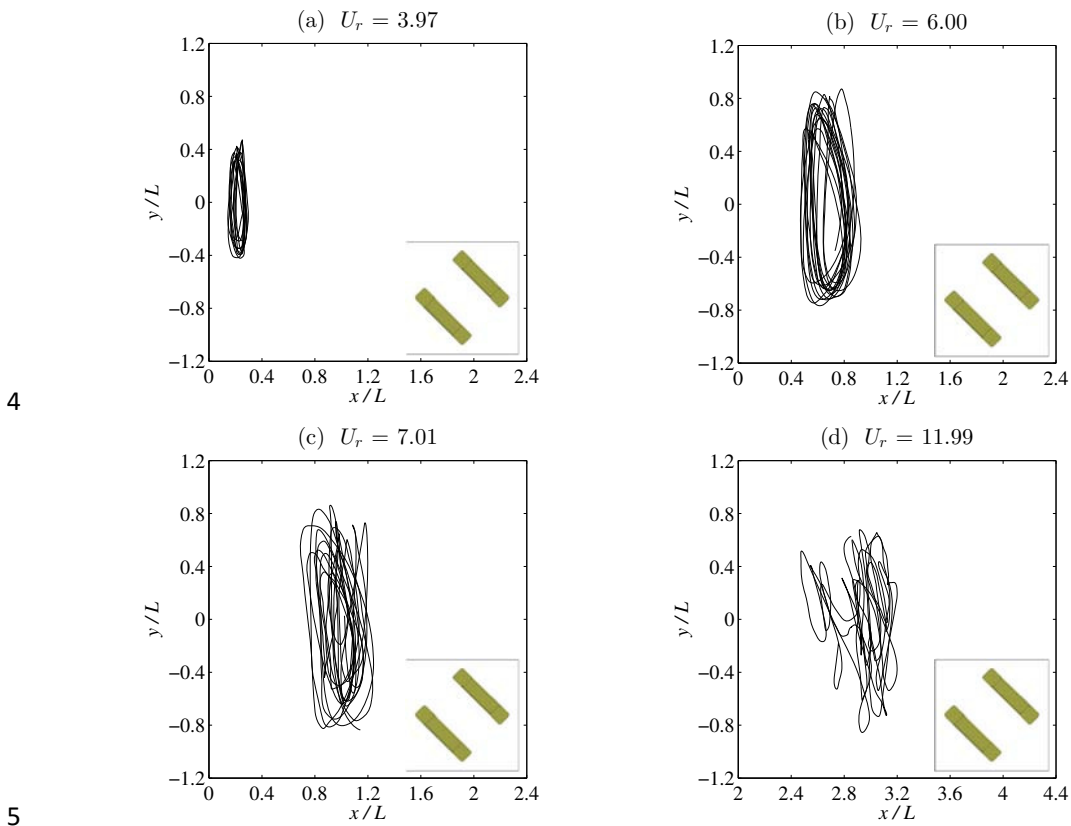 (a) U_r = 3.97
1.2
0.8
0.4
0
−0.4
−0.8
−1.2
y/L
0 0.4 0.8 1.2 1.6 2 2.4
x/L
(b) U_r = 6.00
1.2
0.8
0.4
0
−0.4
−0.8
−1.2
y/L
0 0.4 0.8 1.2 1.6 2 2.4
x/L
4
(c) U_r = 7.01
1.2
0.8
0.4
0
−0.4
−0.8
−1.2
y/L
0 0.4 0.8 1.2 1.6 2 2.4
x/L
(d) U_r = 11.99
1.2
0.8
0.4
0
−0.4
−0.8
−1.2
y/L
2 2.4 2.8 3.2 3.6 4 4.4
x/L
5